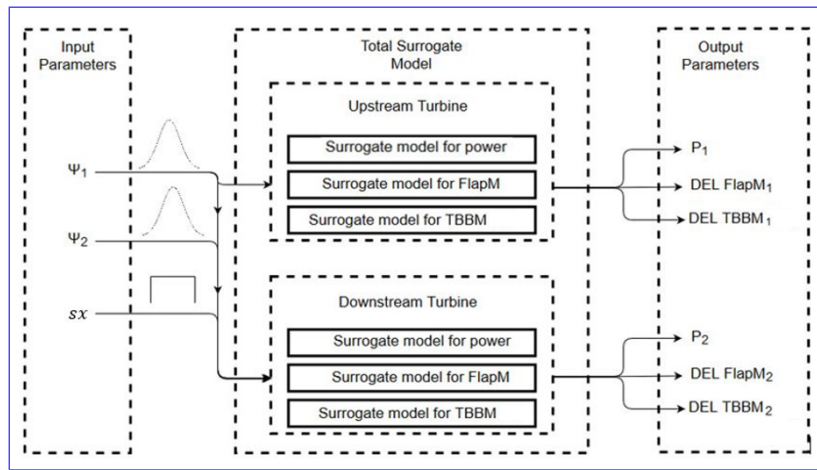 Input
Parameters
Ψ₁
Ψ₂
sx
Total Surrogate
Model
Upstream Turbine
Surrogate model for power
Surrogate model for FlapM
Surrogate model for TBBM
Downstream Turbine
Surrogate model for power
Surrogate model for FlapM
Surrogate model for TBBM
Output
Parameters
P₁
DEL FlapM₁
DEL TBBM₁
P₂
DEL FlapM₂
DEL TBBM₂